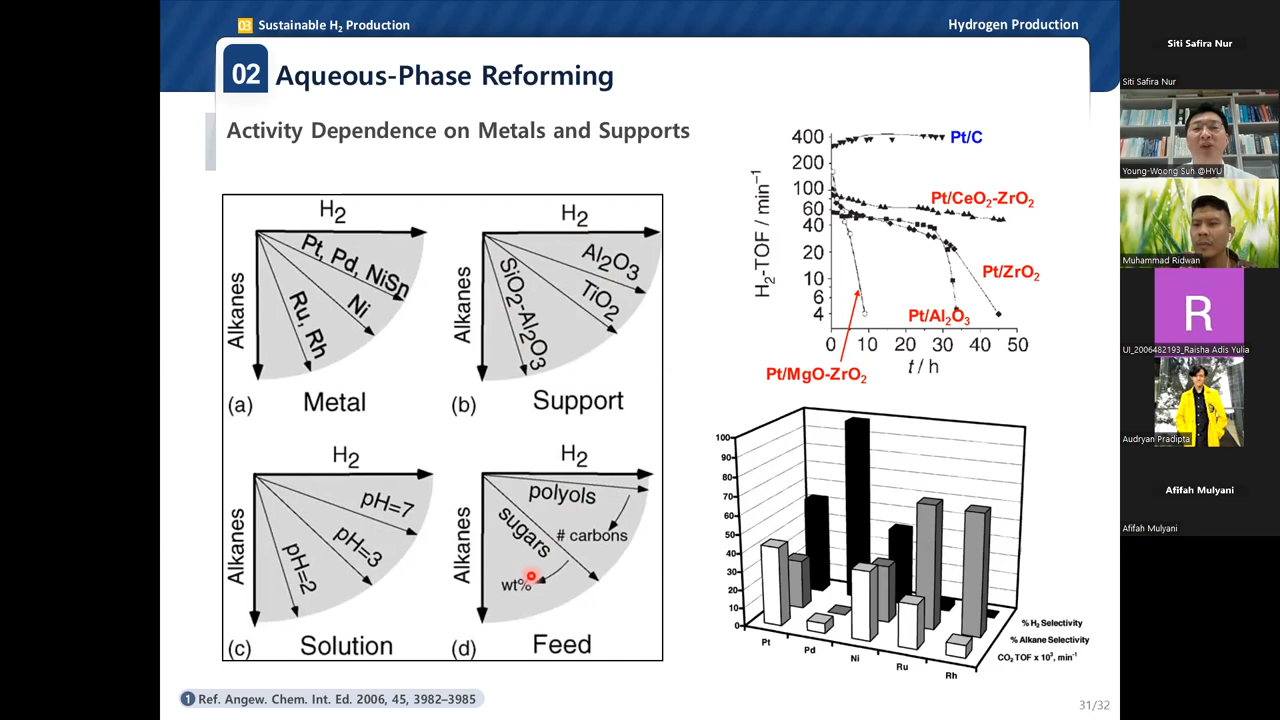 03 Sustainable H2 Production
Hydrogen Production
02 Aqueous-Phase Reforming
Activity Dependence on Metals and Supports
H2
Alkanes
Pt, Pd, NiSn
Ni
Ru, Rh
(a) Metal
H2
Alkanes
Al2O3
TiO2
SiO2-Al2O3
(b) Support
H2
Alkanes
pH=7
pH=3
pH=2
(c) Solution
H2
Alkanes
polyols
# carbons
sugars
wt%
(d) Feed
H2-TOF / min−1
400
200
100
60
40
20
10
6
4
0 10 20 30 40 50
t / h
Pt/C
Pt/CeO2-ZrO2
Pt/ZrO2
Pt/Al2O3
Pt/MgO-ZrO2
100
90
80
70
60
50
40
30
20
10
0
Pt
Pd
Ni
Ru
Rh
% H2 Selectivity
% Alkane Selectivity
CO2 TOF x 10³, min-1
1 Ref. Angew. Chem. Int. Ed. 2006, 45, 3982–3985
31/32
Siti Safira Nur
Siti Safira Nur
Young-Woong Suh @HYU
Muhammad Ridwan
R
UI_2006482193_Raisha Adis Yulia
Audryan Pradipta
Afifah Mulyani
Afifah Mulyani